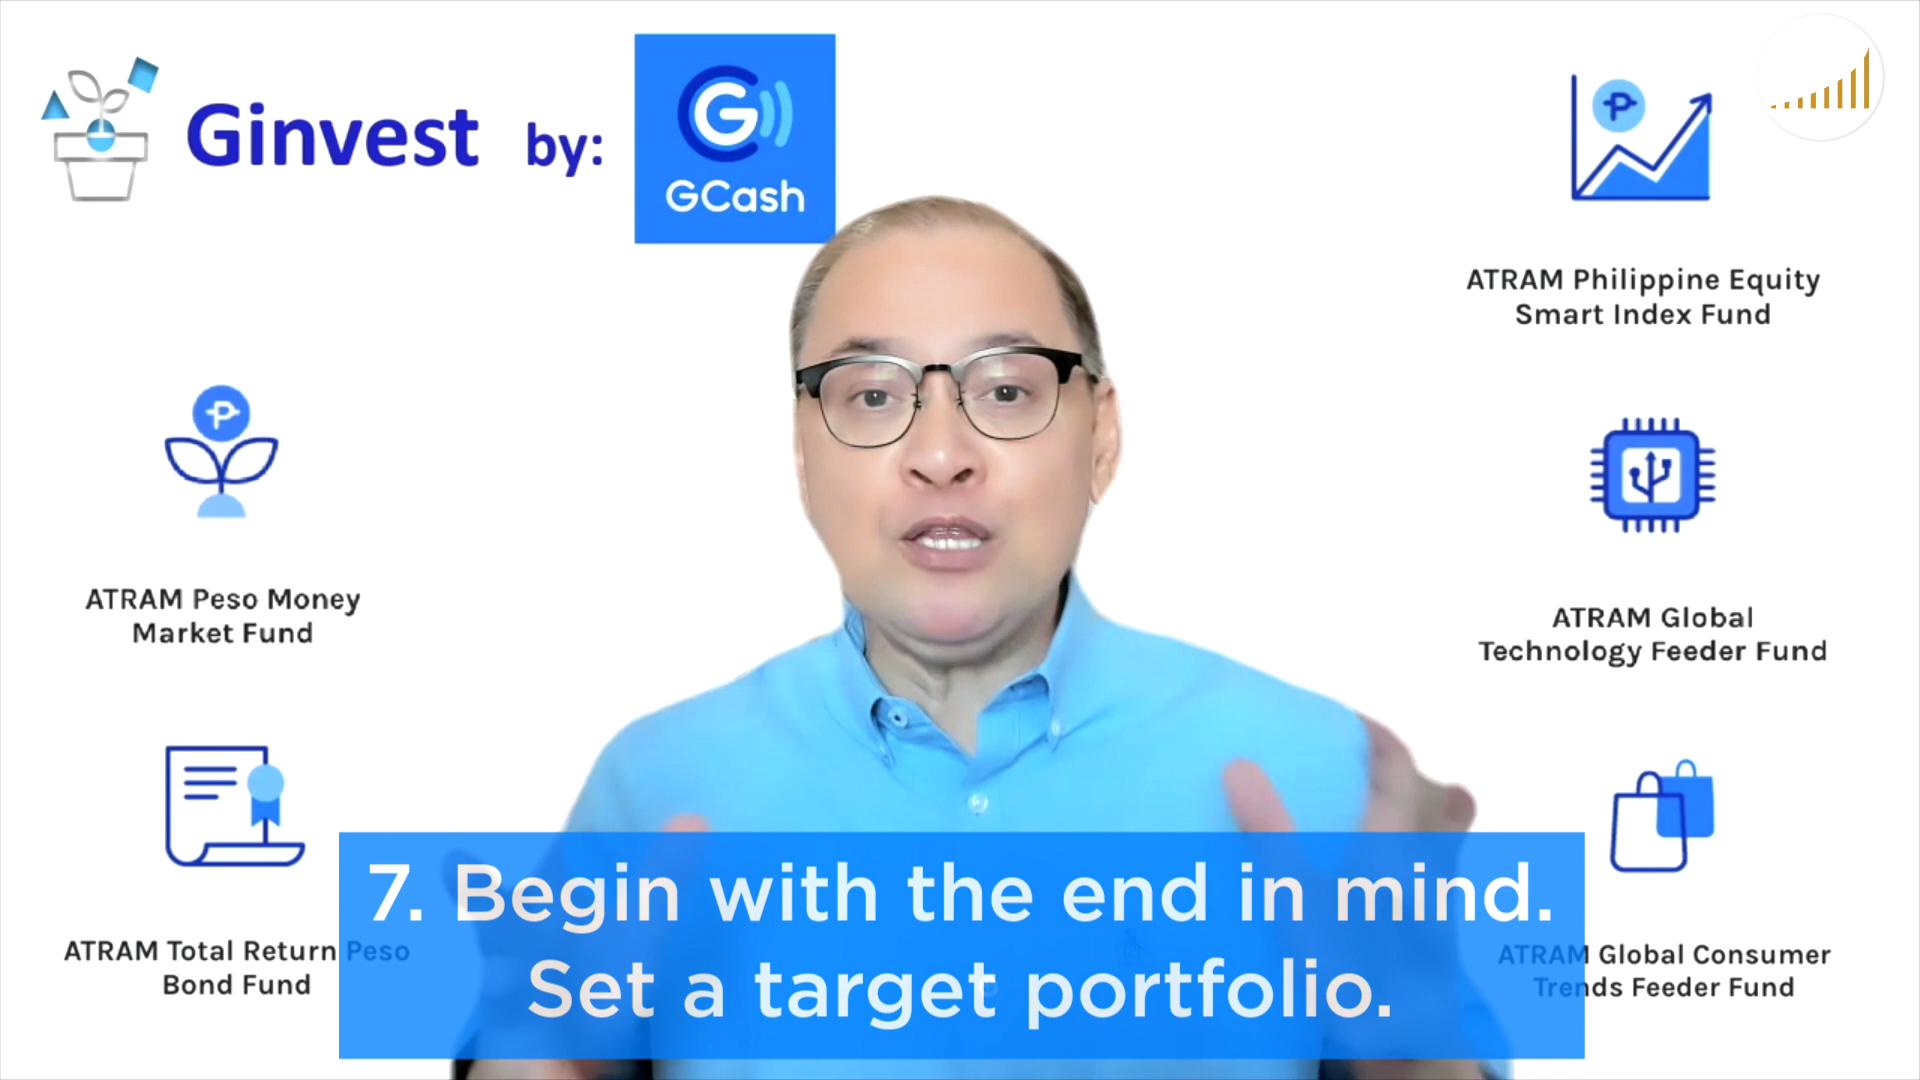 Ginvest by:
G
GCash
ATRAM Philippine Equity
Smart Index Fund
ATRAM Peso Money
Market Fund
ATRAM Global
Technology Feeder Fund
ATRAM Total Return Peso
Bond Fund
ATRAM Global Consumer
Trends Feeder Fund
7. Begin with the end in mind.
Set a target portfolio.